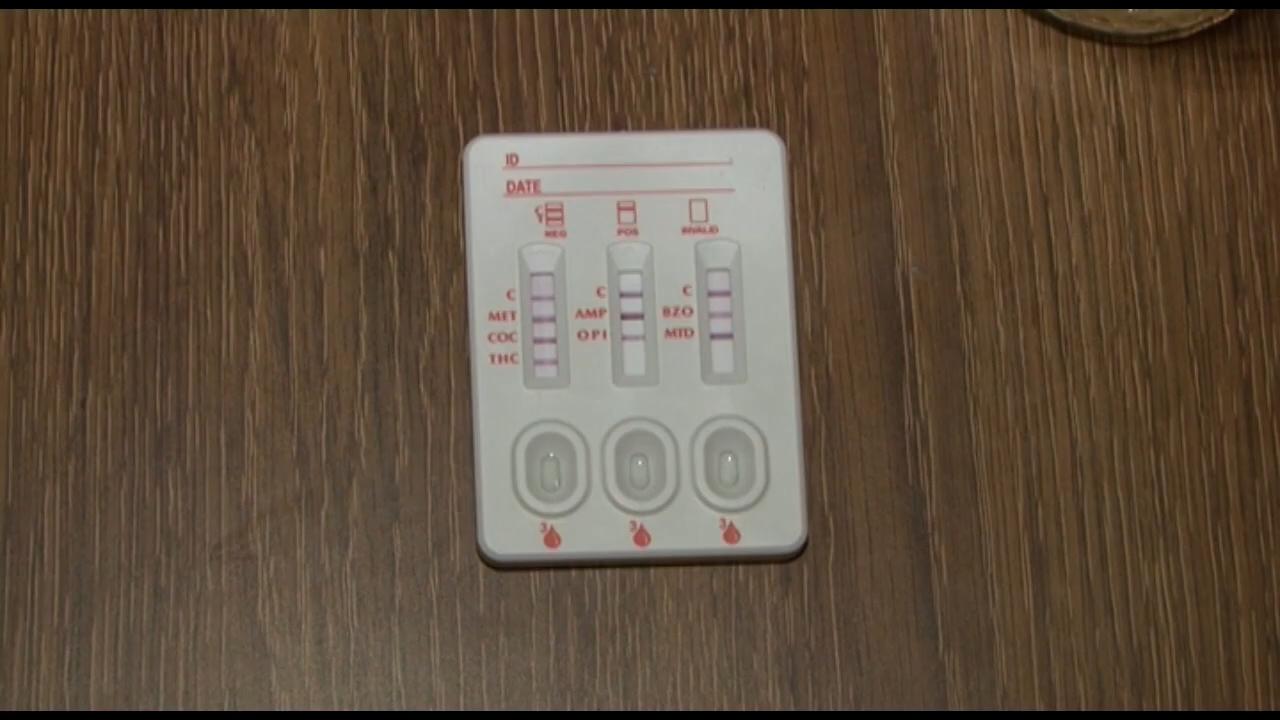 ID
DATE
NEG POS INVALID
C C C
MET AMP BZO
COC OPI MTD
THC
3 3 3